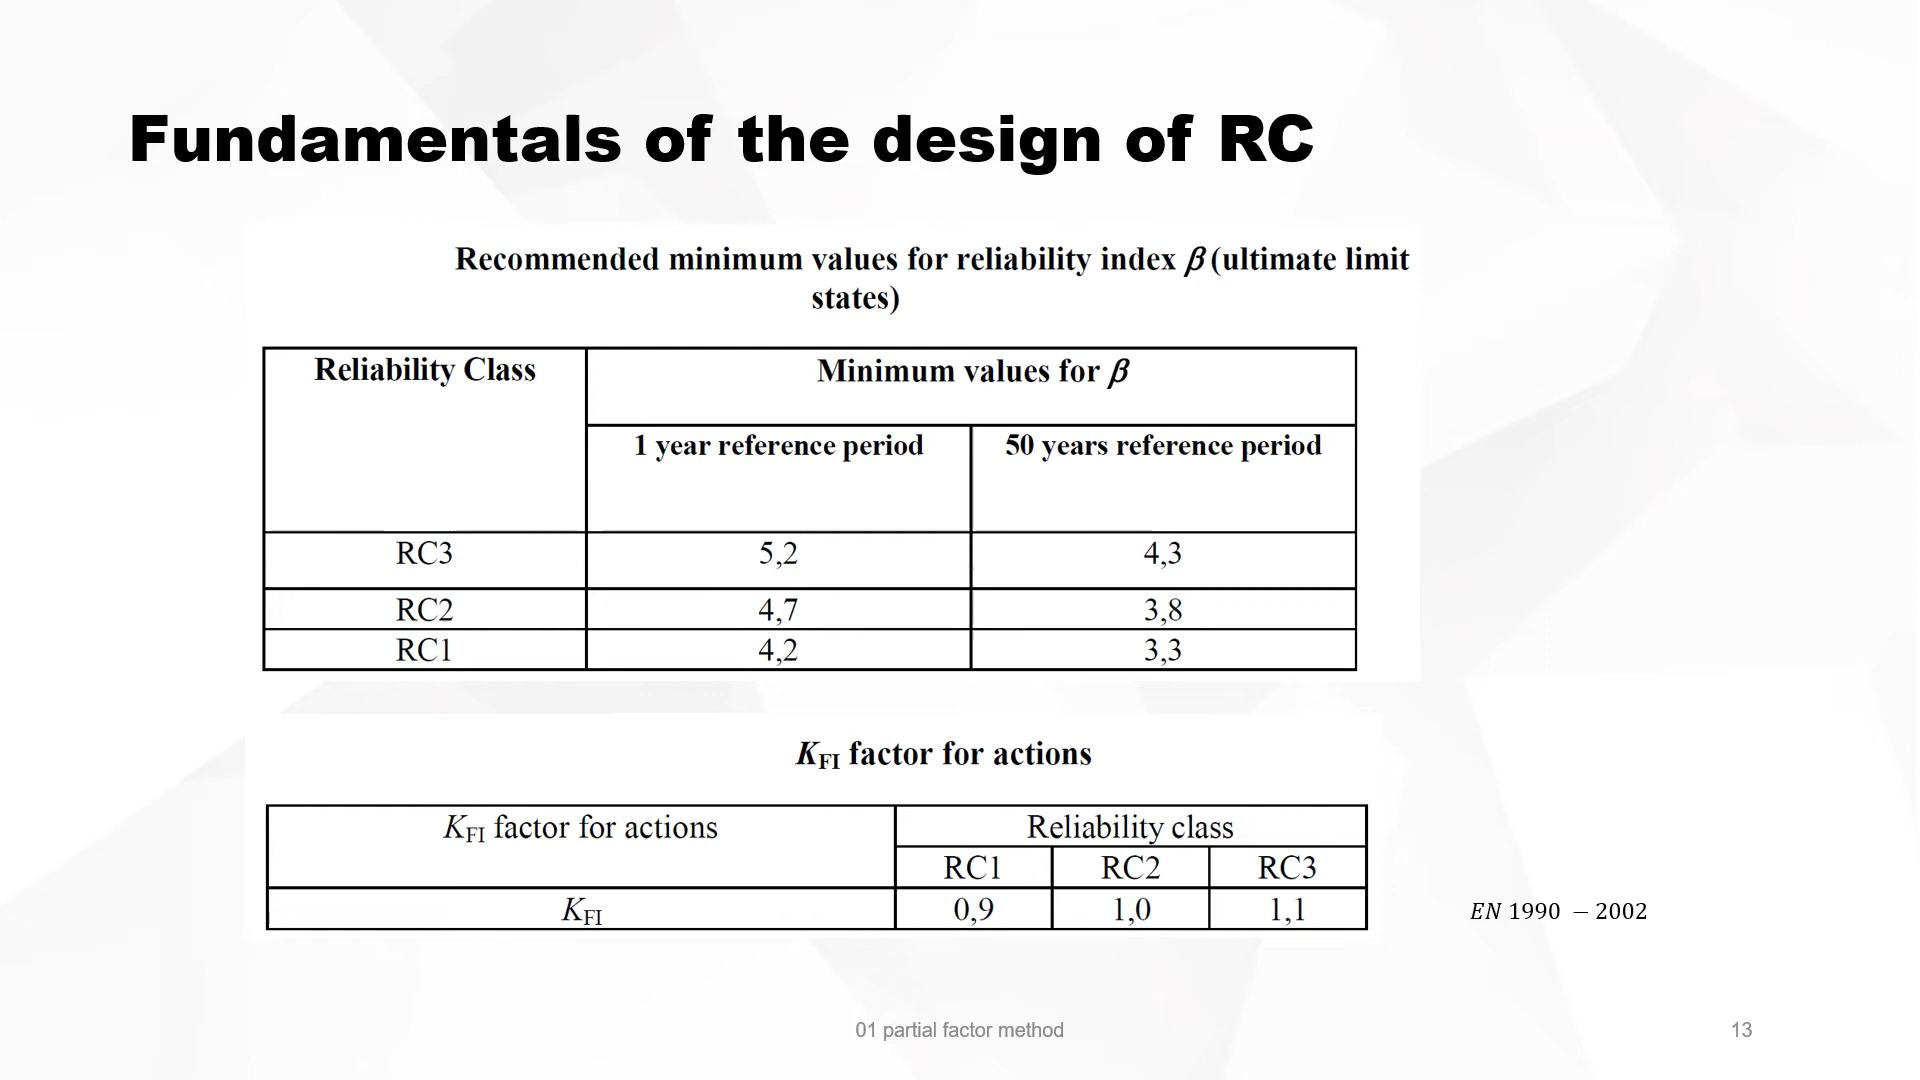 Fundamentals of the design of RC
Recommended minimum values for reliability index β (ultimate limit
states)
Reliability Class
Minimum values for β
1 year reference period
50 years reference period
RC3 5,2 4,3
RC2 4,7 3,8
RC1 4,2 3,3
KFI factor for actions
KFI factor for actions
Reliability class
RC1 RC2 RC3
KFI 0,9 1,0 1,1
EN 1990 – 2002
01 partial factor method
13